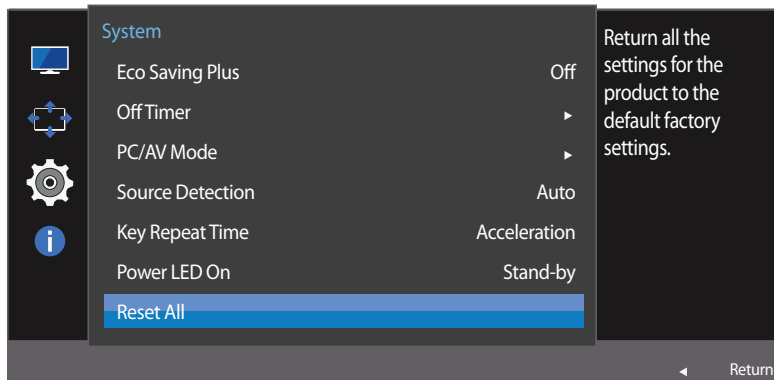 System
Eco Saving Plus Off
Off Timer ►
PC/AV Mode ►
Source Detection Auto
Key Repeat Time Acceleration
Power LED On Stand-by
Reset All
Return all the
settings for the
product to the
default factory
settings.
◄ Return